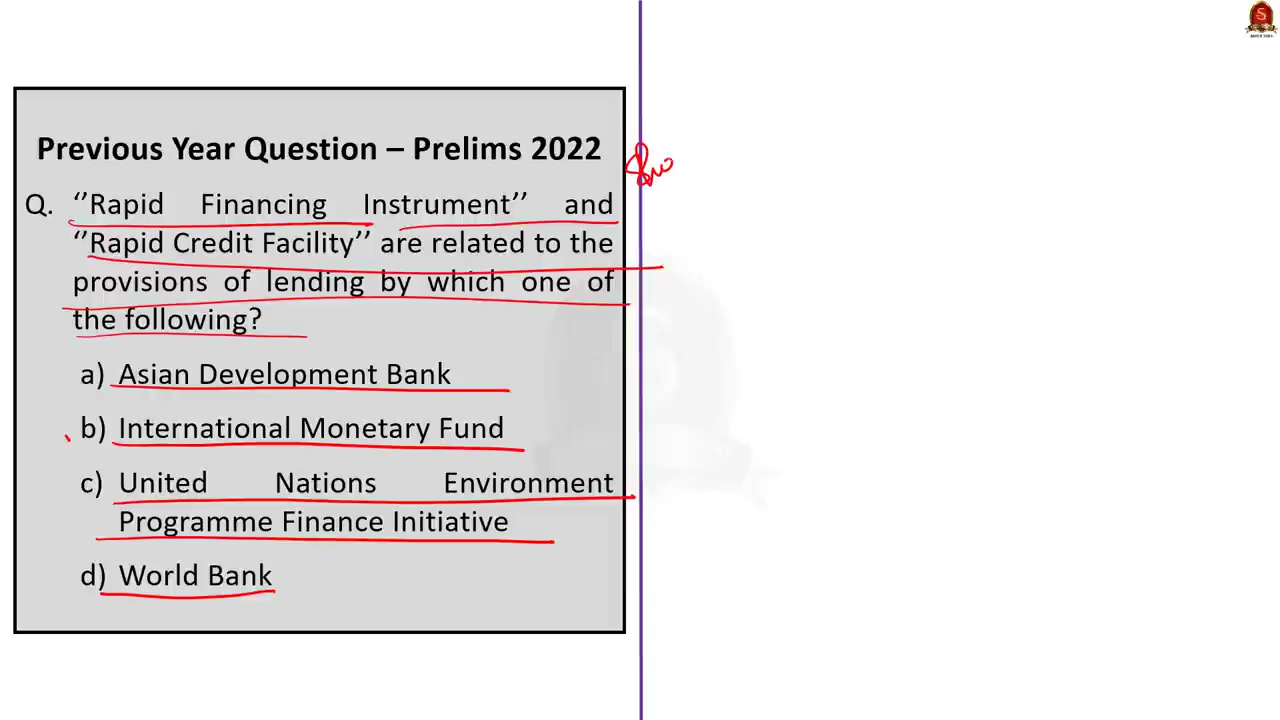 Previous Year Question – Prelims 2022
Q. ‘’Rapid Financing Instrument’’ and
‘’Rapid Credit Facility’’ are related to the
provisions of lending by which one of
the following?
a) Asian Development Bank
b) International Monetary Fund
c) United Nations Environment
Programme Finance Initiative
d) World Bank